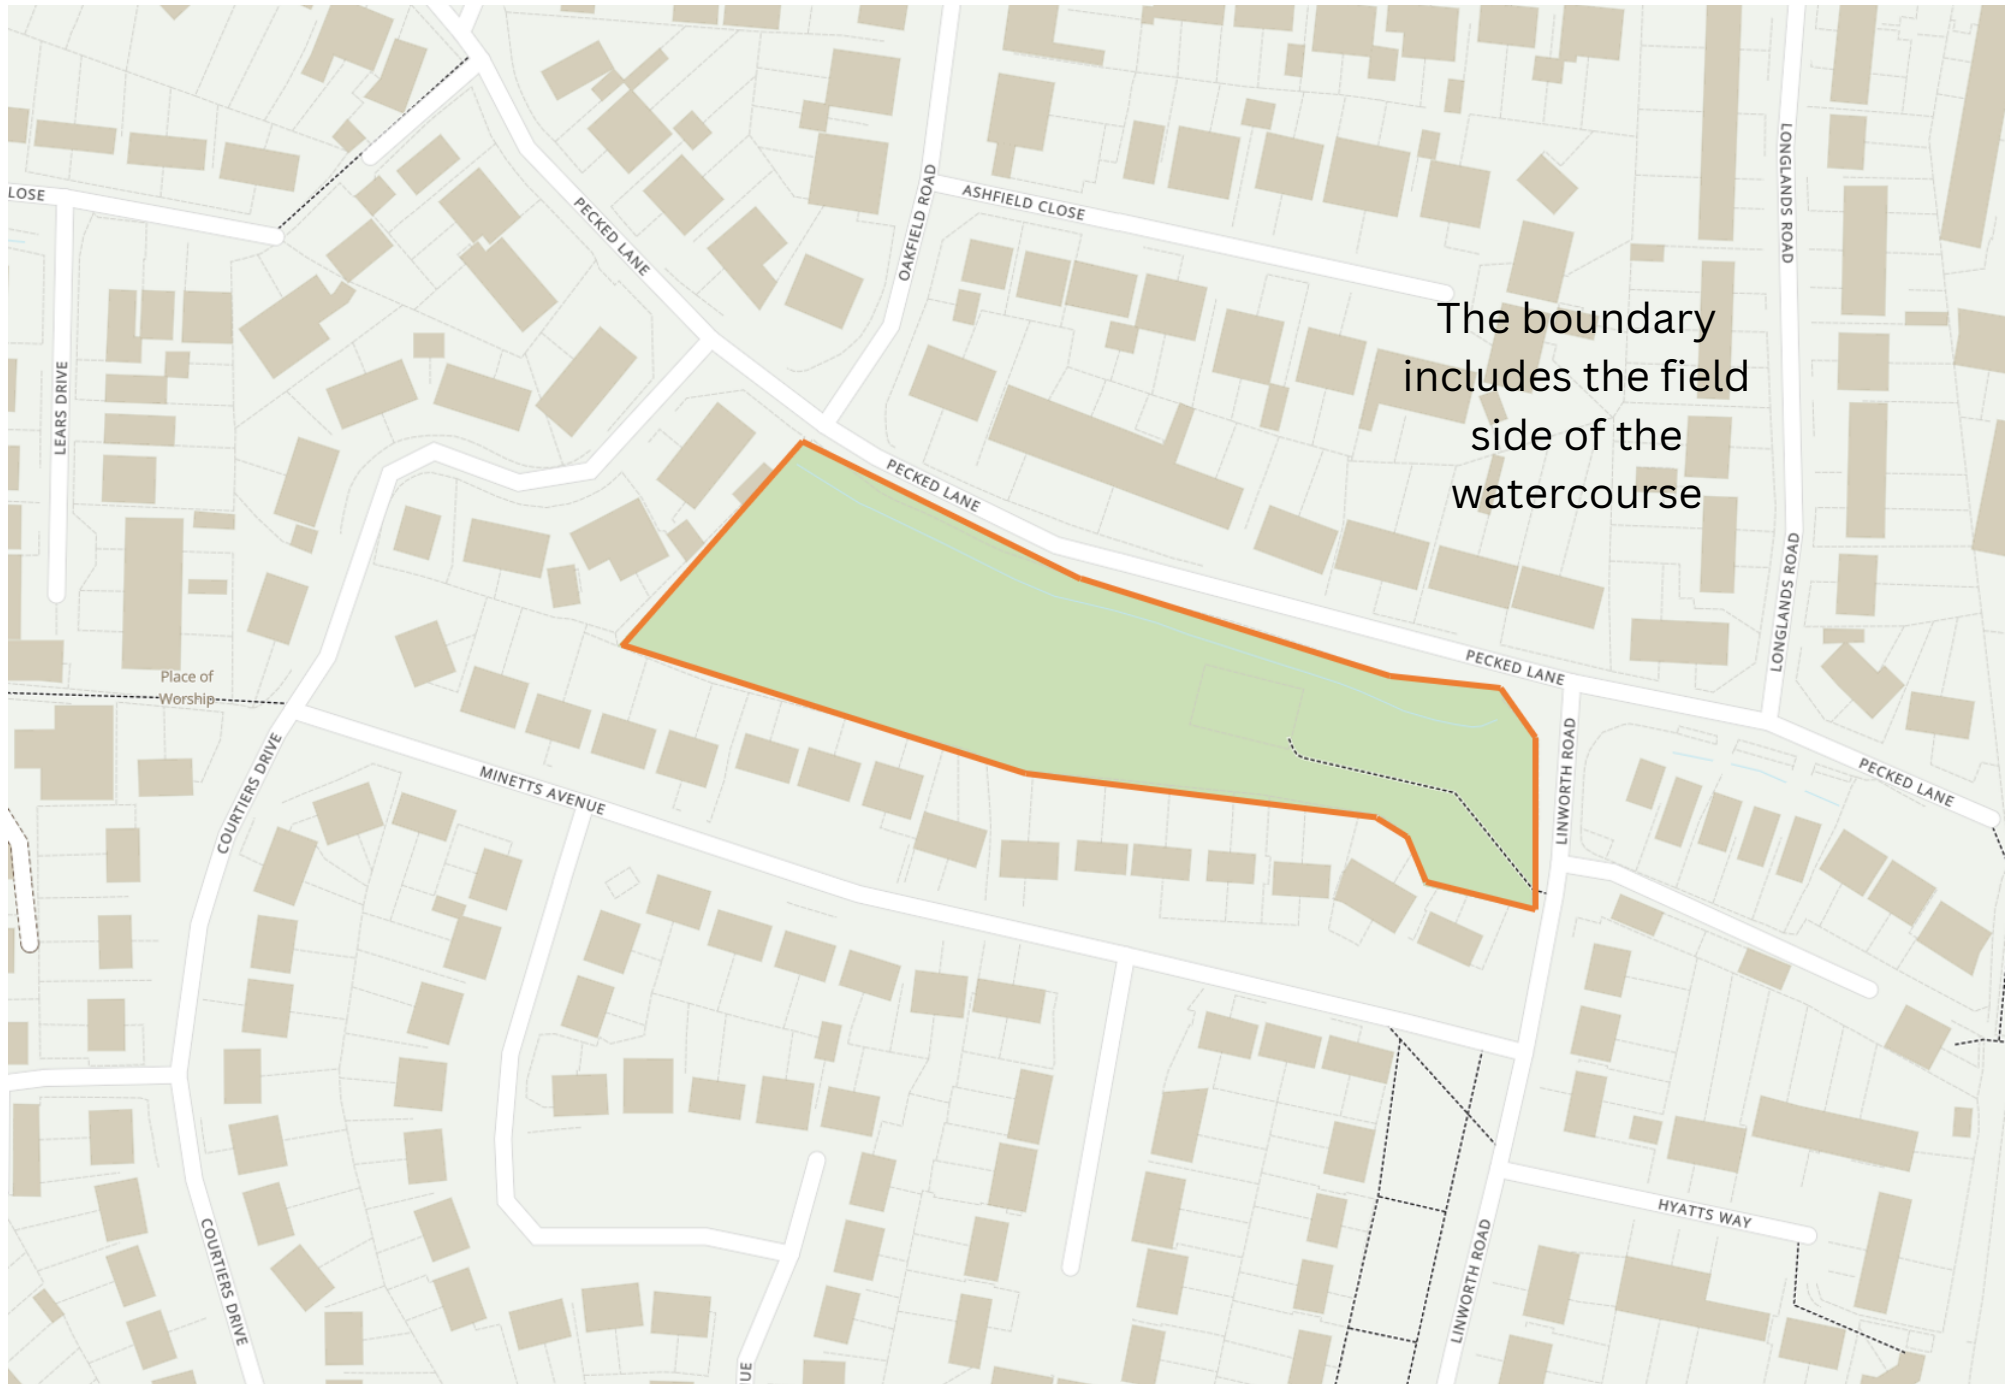 LOSE
PECKED LANE
OAKFIELD ROAD
ASHFIELD CLOSE
LONGLANDS ROAD
The boundary
includes the field
side of the
watercourse
LEARS DRIVE
PECKED LANE
LONGLANDS ROAD
PECKED LANE
Place of
Worship
COURTIERS DRIVE
MINETTS AVENUE
LINWORTH ROAD
PECKED LANE
HYATTS WAY
COURTIERS DRIVE
LINWORTH ROAD
UE